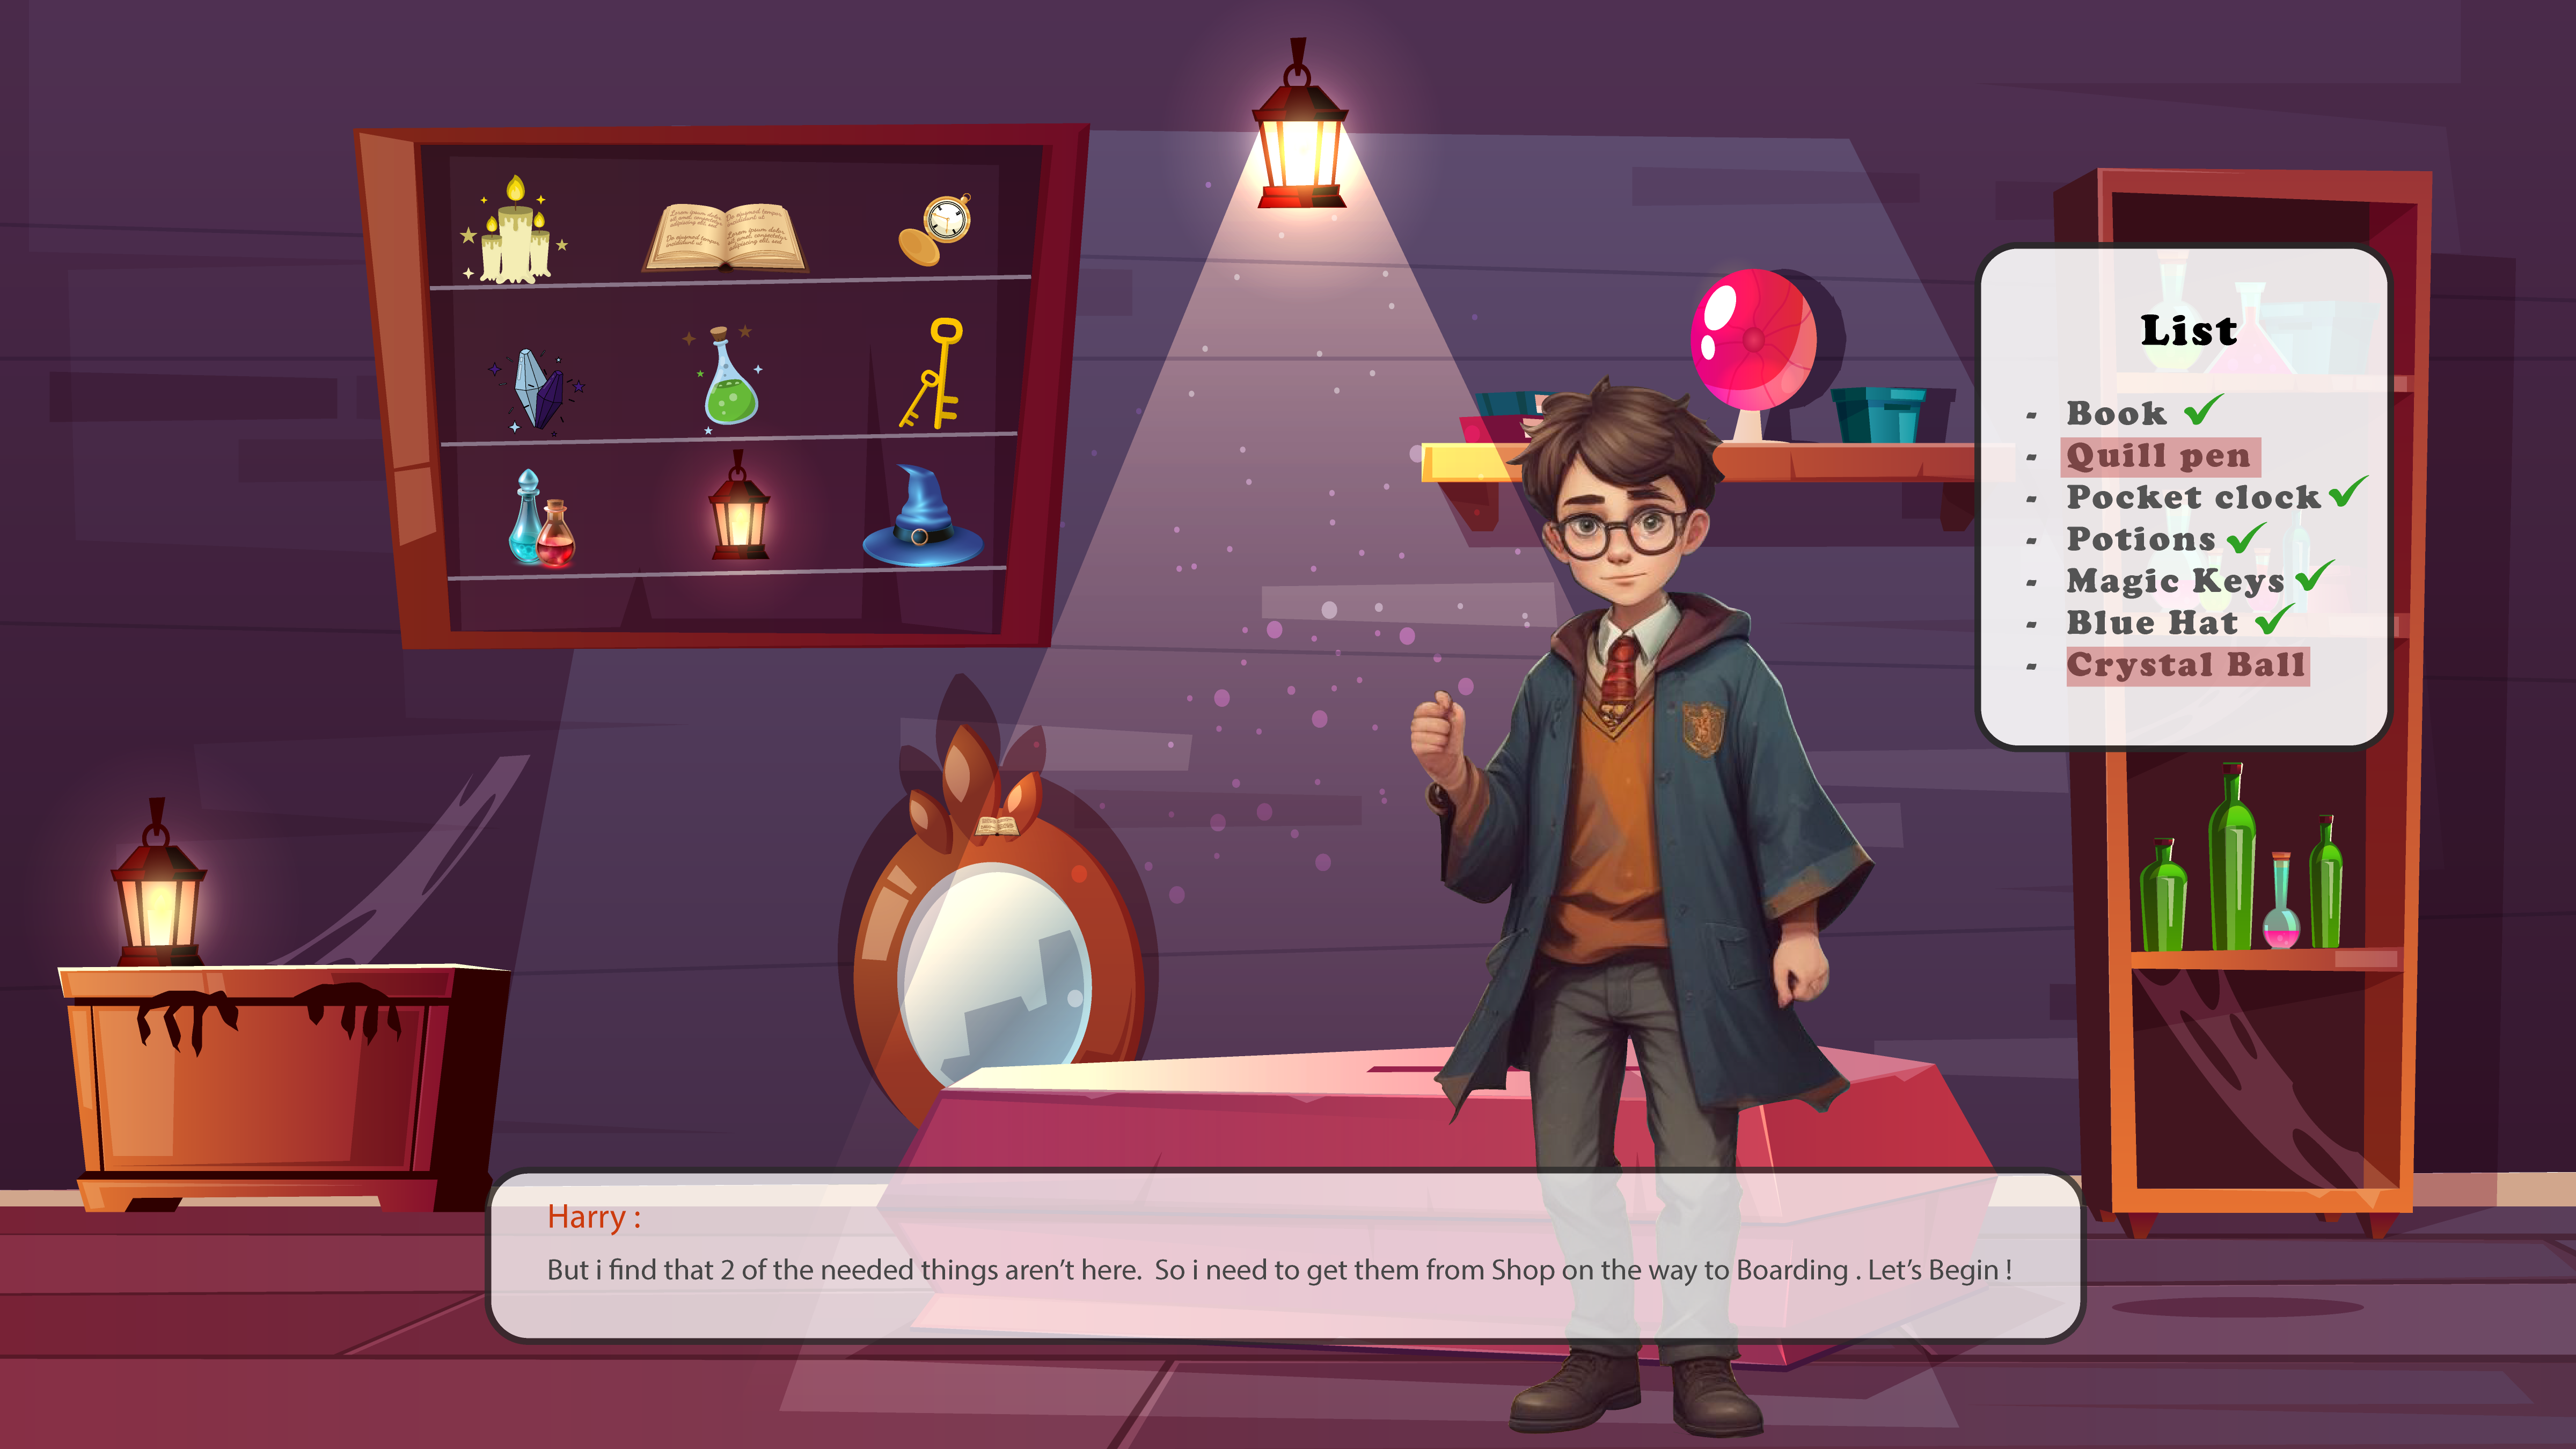 List
- Book
- Quill pen
- Pocket clock
- Potions
- Magic Keys
- Blue Hat
- Crystal Ball
Harry :
But i find that 2 of the needed things aren't here. So i need to get them from Shop on the way to Boarding . Let's Begin !